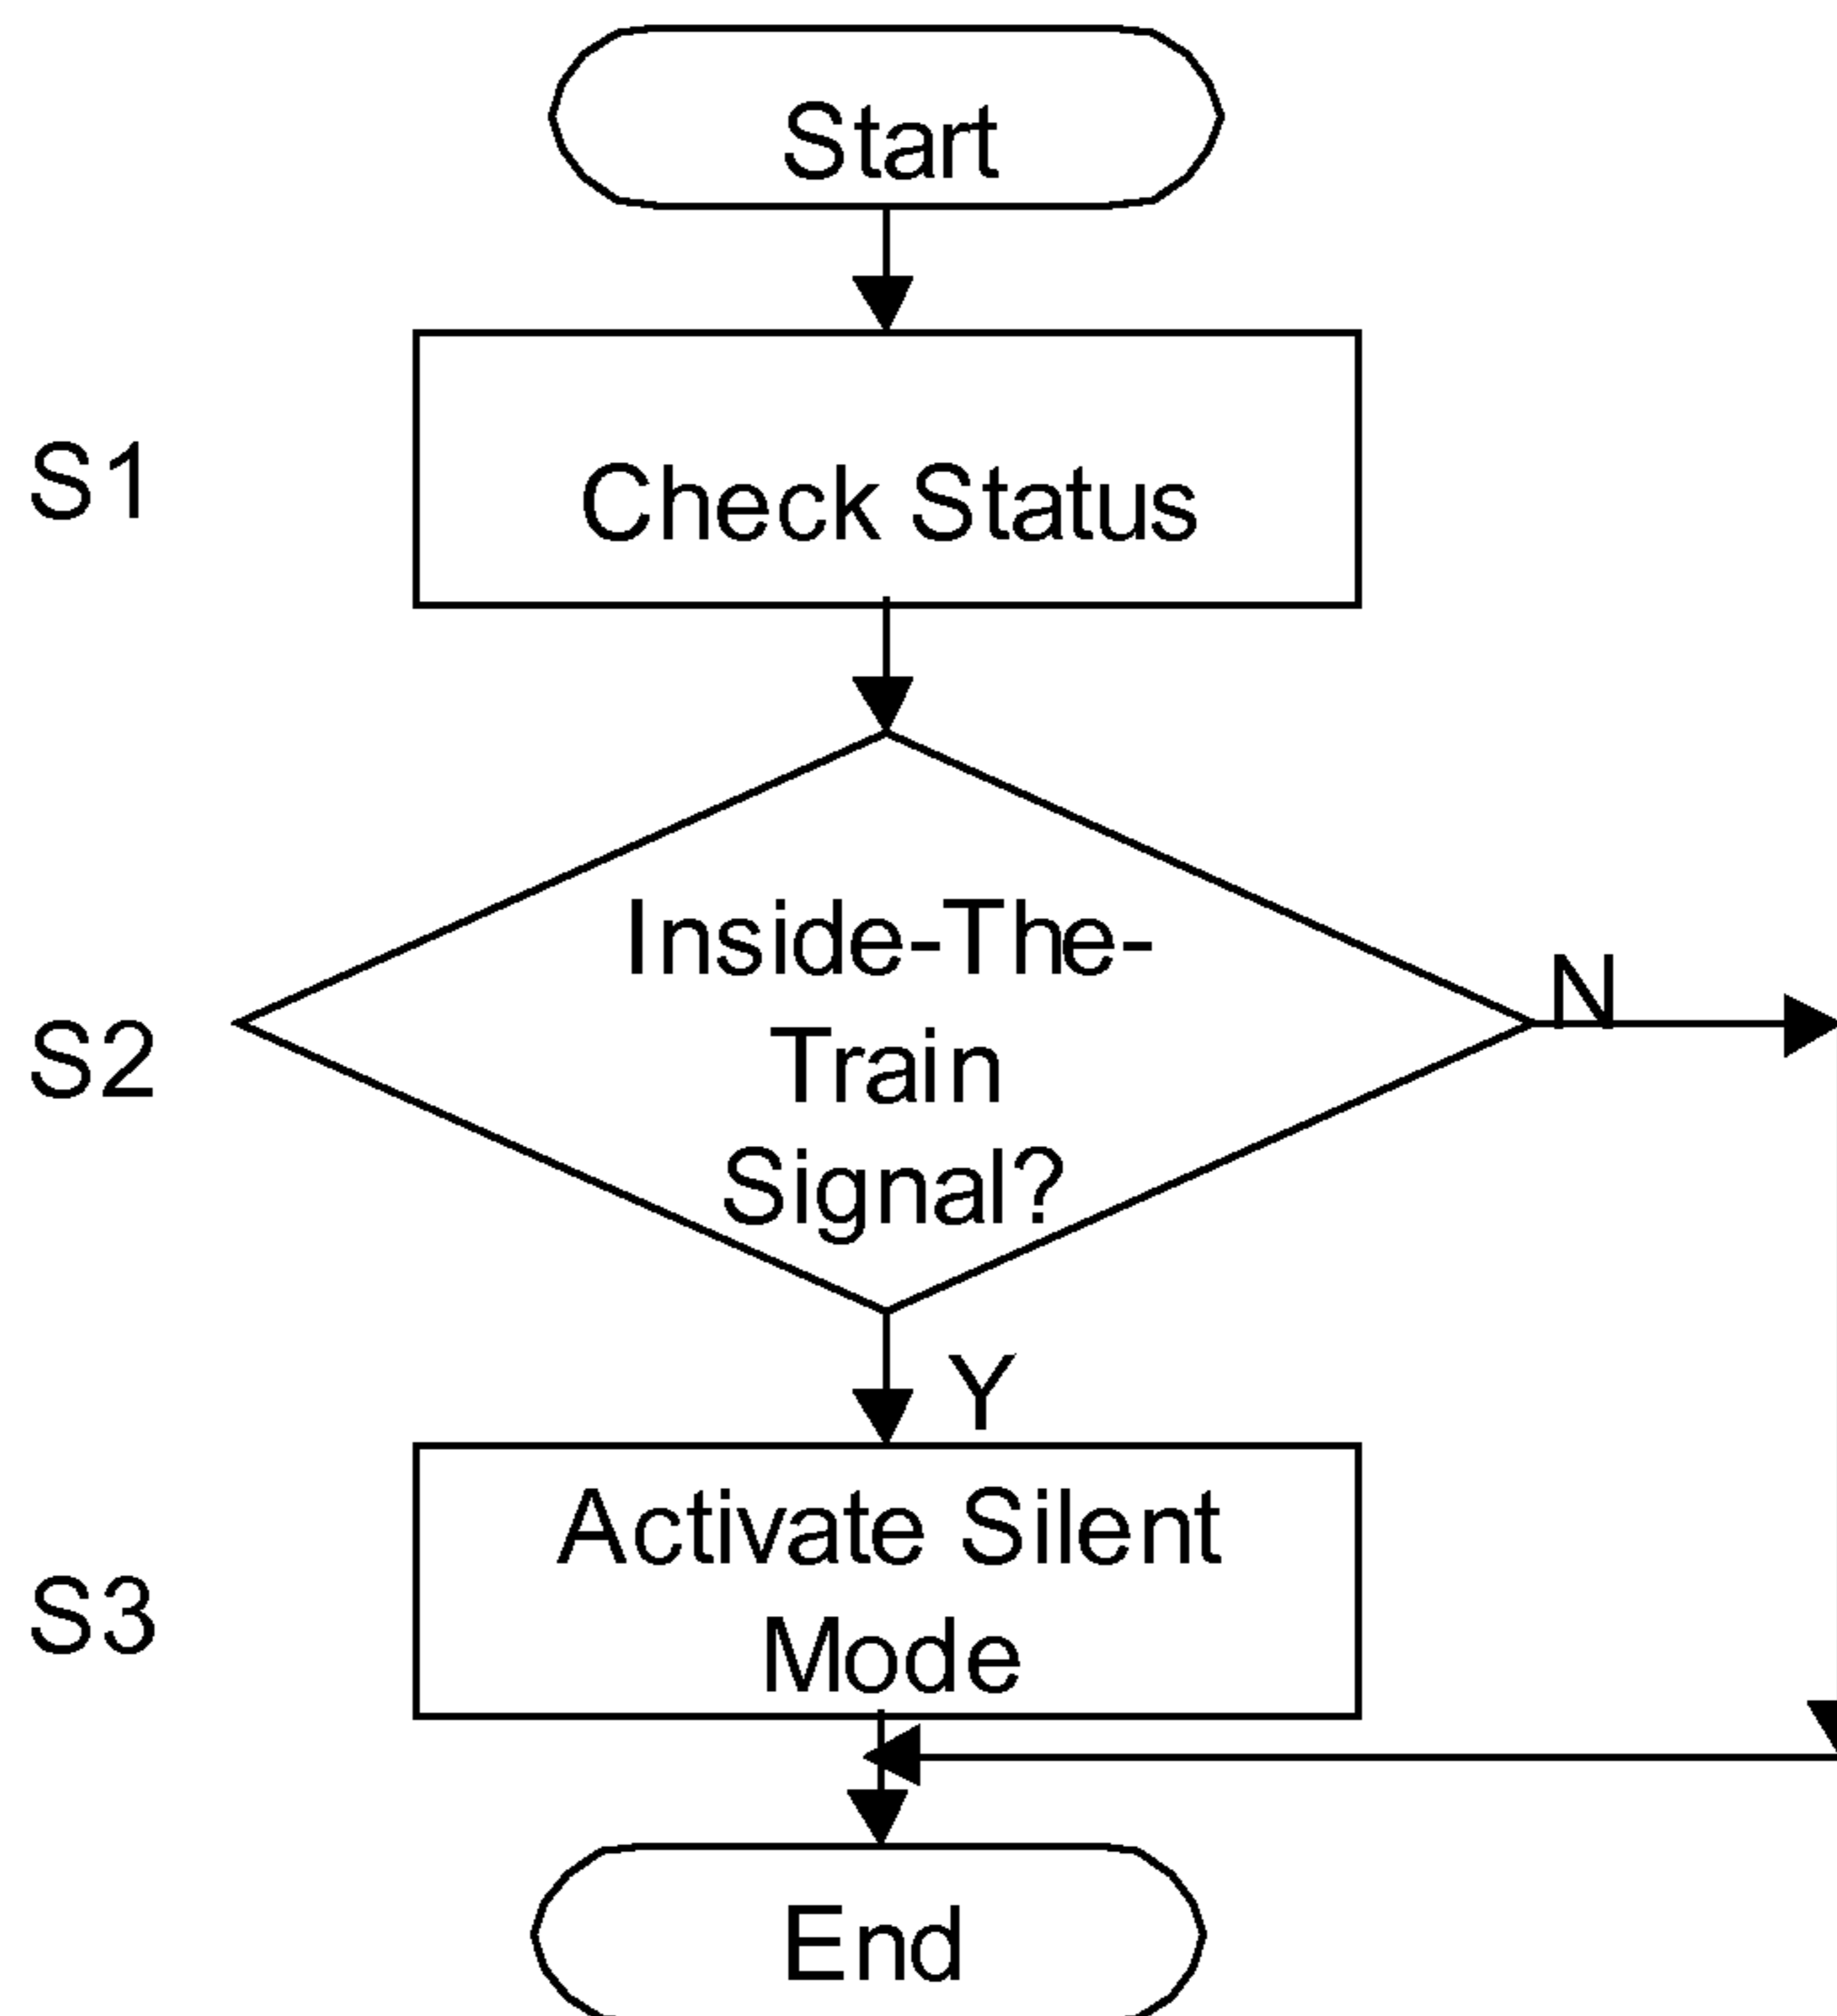 Start
S1
Check Status
S2
Inside-The-
Train
Signal?
N
Y
S3
Activate Silent
Mode
End